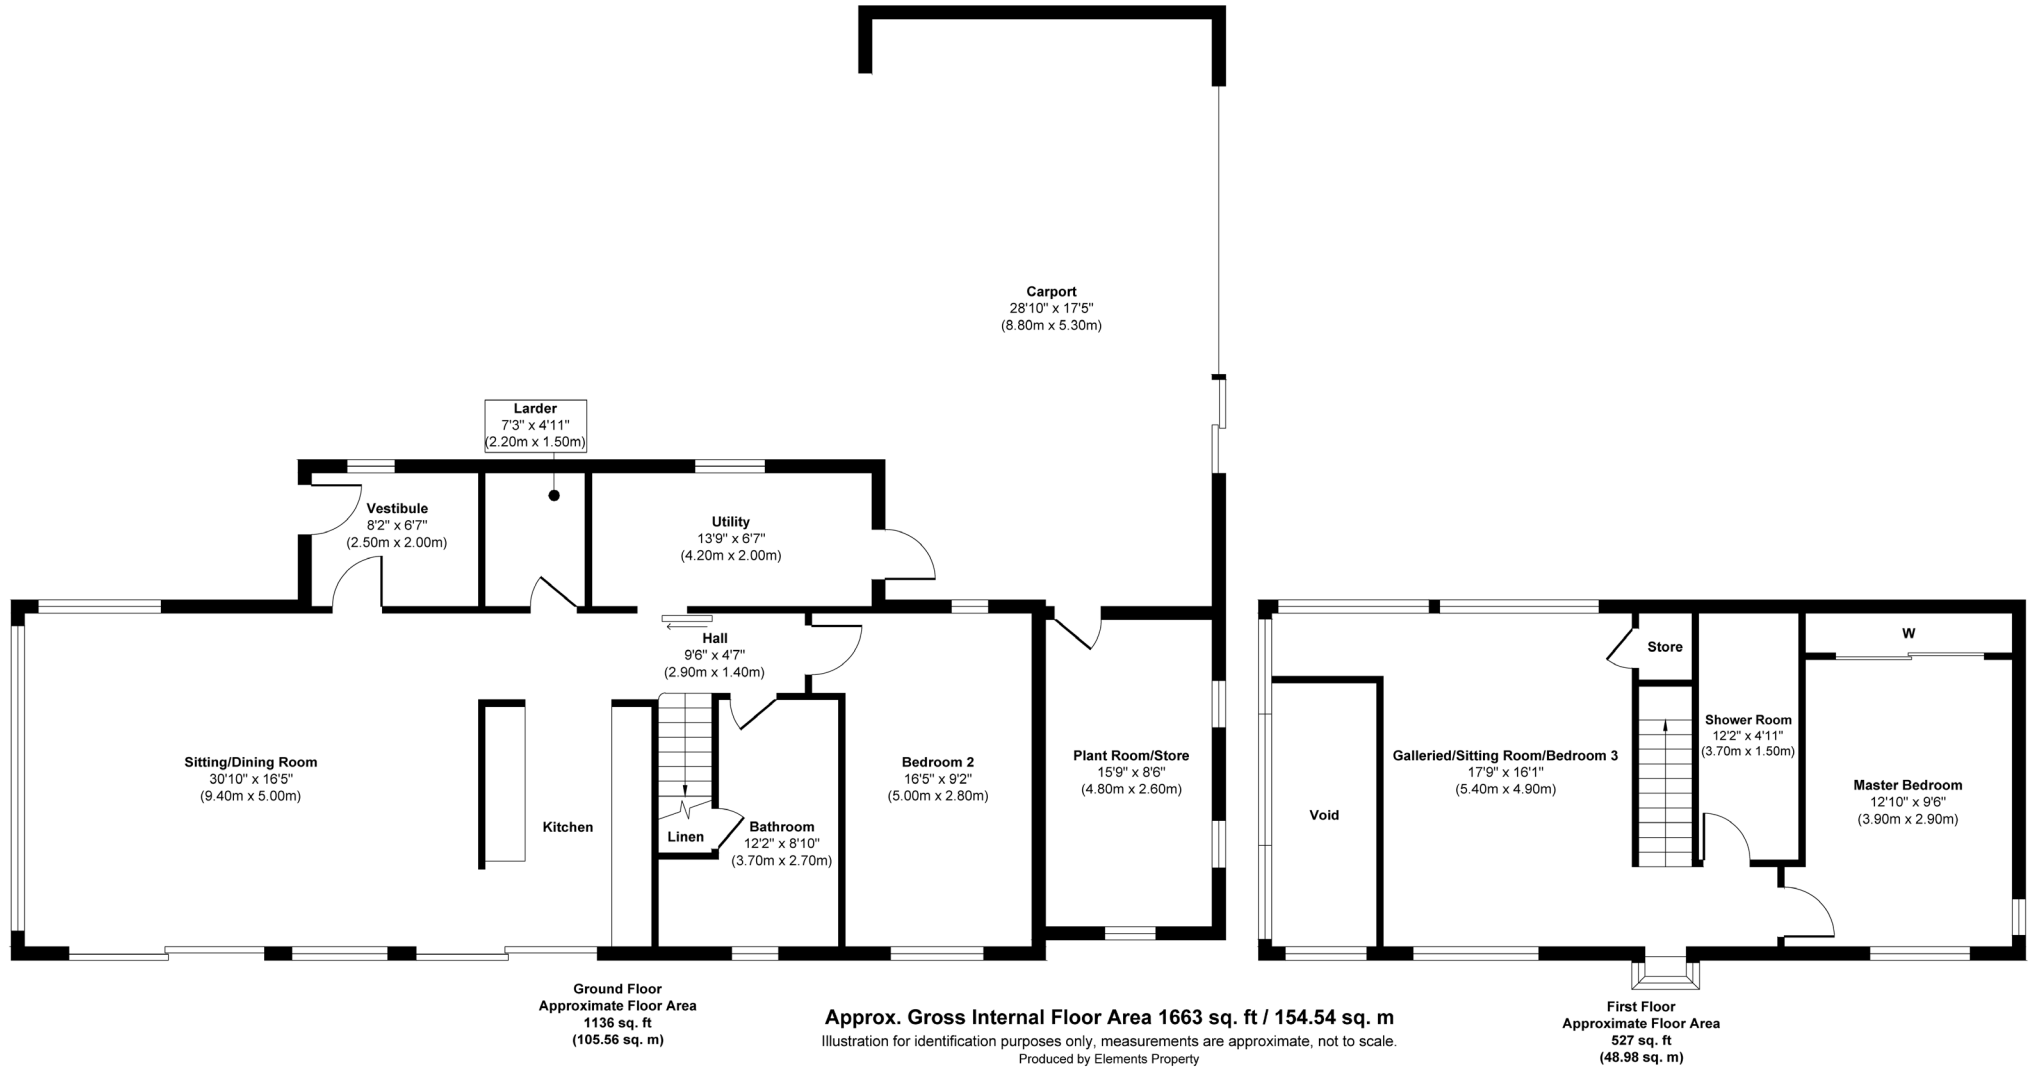 Carport
28'10" x 17'5"
(8.80m x 5.30m)
Larder
7'3" x 4'11"
(2.20m x 1.50m)
Vestibule
8'2" x 6'7"
(2.50m x 2.00m)
Utility
13'9" x 6'7"
(4.20m x 2.00m)
Hall
9'6" x 4'7"
(2.90m x 1.40m)
Sitting/Dining Room
30'10" x 16'5"
(9.40m x 5.00m)
Kitchen
Linen
Bathroom
12'2" x 8'10"
(3.70m x 2.70m)
Bedroom 2
16'5" x 9'2"
(5.00m x 2.80m)
Plant Room/Store
15'9" x 8'6"
(4.80m x 2.60m)
Store
W
Shower Room
12'2" x 4'11"
(3.70m x 1.50m)
Galleried/Sitting Room/Bedroom 3
17'9" x 16'1"
(5.40m x 4.90m)
Void
Master Bedroom
12'10" x 9'6"
(3.90m x 2.90m)
Ground Floor
Approximate Floor Area
1136 sq. ft
(105.56 sq. m)
Approx. Gross Internal Floor Area 1663 sq. ft / 154.54 sq. m
Illustration for identification purposes only, measurements are approximate, not to scale.
Produced by Elements Property
First Floor
Approximate Floor Area
527 sq. ft
(48.98 sq. m)